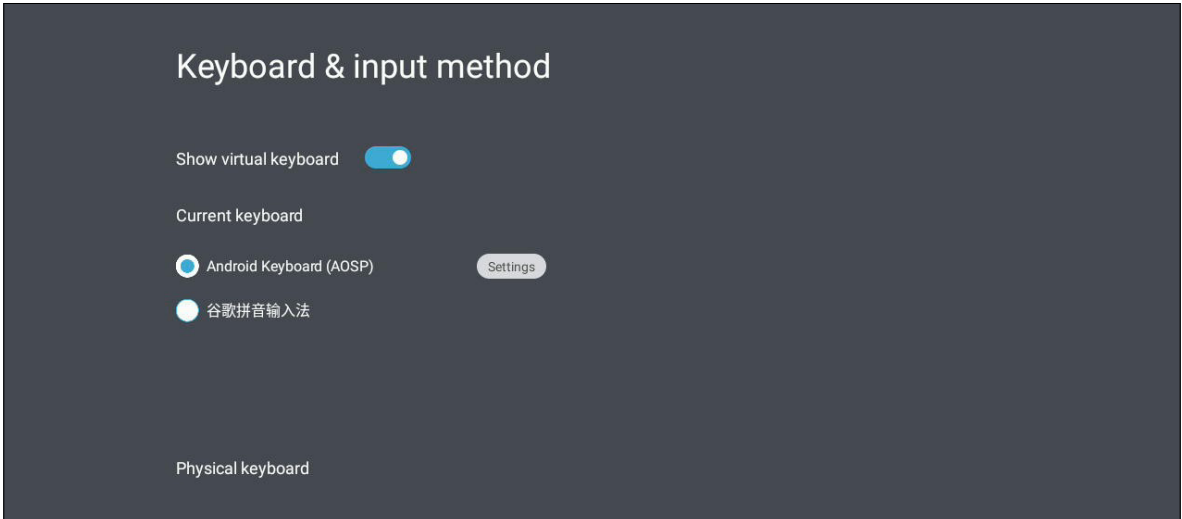 Keyboard & input method
Show virtual keyboard
Current keyboard
Android Keyboard (AOSP)
Settings
谷歌拼音输入法
Physical keyboard